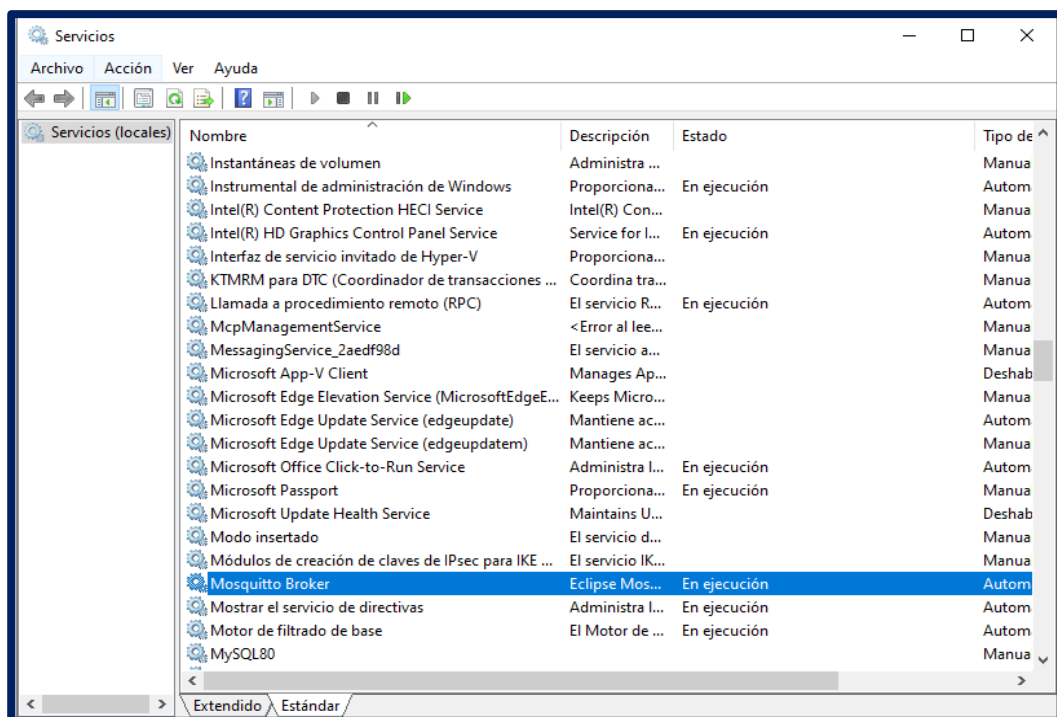 Servicios
Archivo Acción Ver Ayuda
Servicios (locales)
Nombre Descripción Estado Tipo de
Instantáneas de volumen Administra ... Manua
Instrumental de administración de Windows Proporciona... En ejecución Autom
Intel(R) Content Protection HECI Service Intel(R) Con... Manua
Intel(R) HD Graphics Control Panel Service Service for I... En ejecución Autom
Interfaz de servicio invitado de Hyper-V Proporciona... Manua
KTMRM para DTC (Coordinador de transacciones ... Coordina tra... Manua
Llamada a procedimiento remoto (RPC) El servicio R... En ejecución Autom
McpManagementService <Error al lee... Manua
MessagingService_2aedf98d El servicio a... Manua
Microsoft App-V Client Manages Ap... Deshab
Microsoft Edge Elevation Service (MicrosoftEdgeE... Keeps Micro... Manua
Microsoft Edge Update Service (edgeupdate) Mantiene ac... Autom
Microsoft Edge Update Service (edgeupdatem) Mantiene ac... Manua
Microsoft Office Click-to-Run Service Administra l... En ejecución Autom
Microsoft Passport Proporciona... En ejecución Manua
Microsoft Update Health Service Maintains U... Deshab
Modo insertado El servicio d... Manua
Módulos de creación de claves de IPsec para IKE ... El servicio IK... Manua
Mosquitto Broker Eclipse Mos... En ejecución Autom
Mostrar el servicio de directivas Administra l... En ejecución Autom
Motor de filtrado de base El Motor de ... En ejecución Autom
MySQL80 Manua
Extendido Estándar